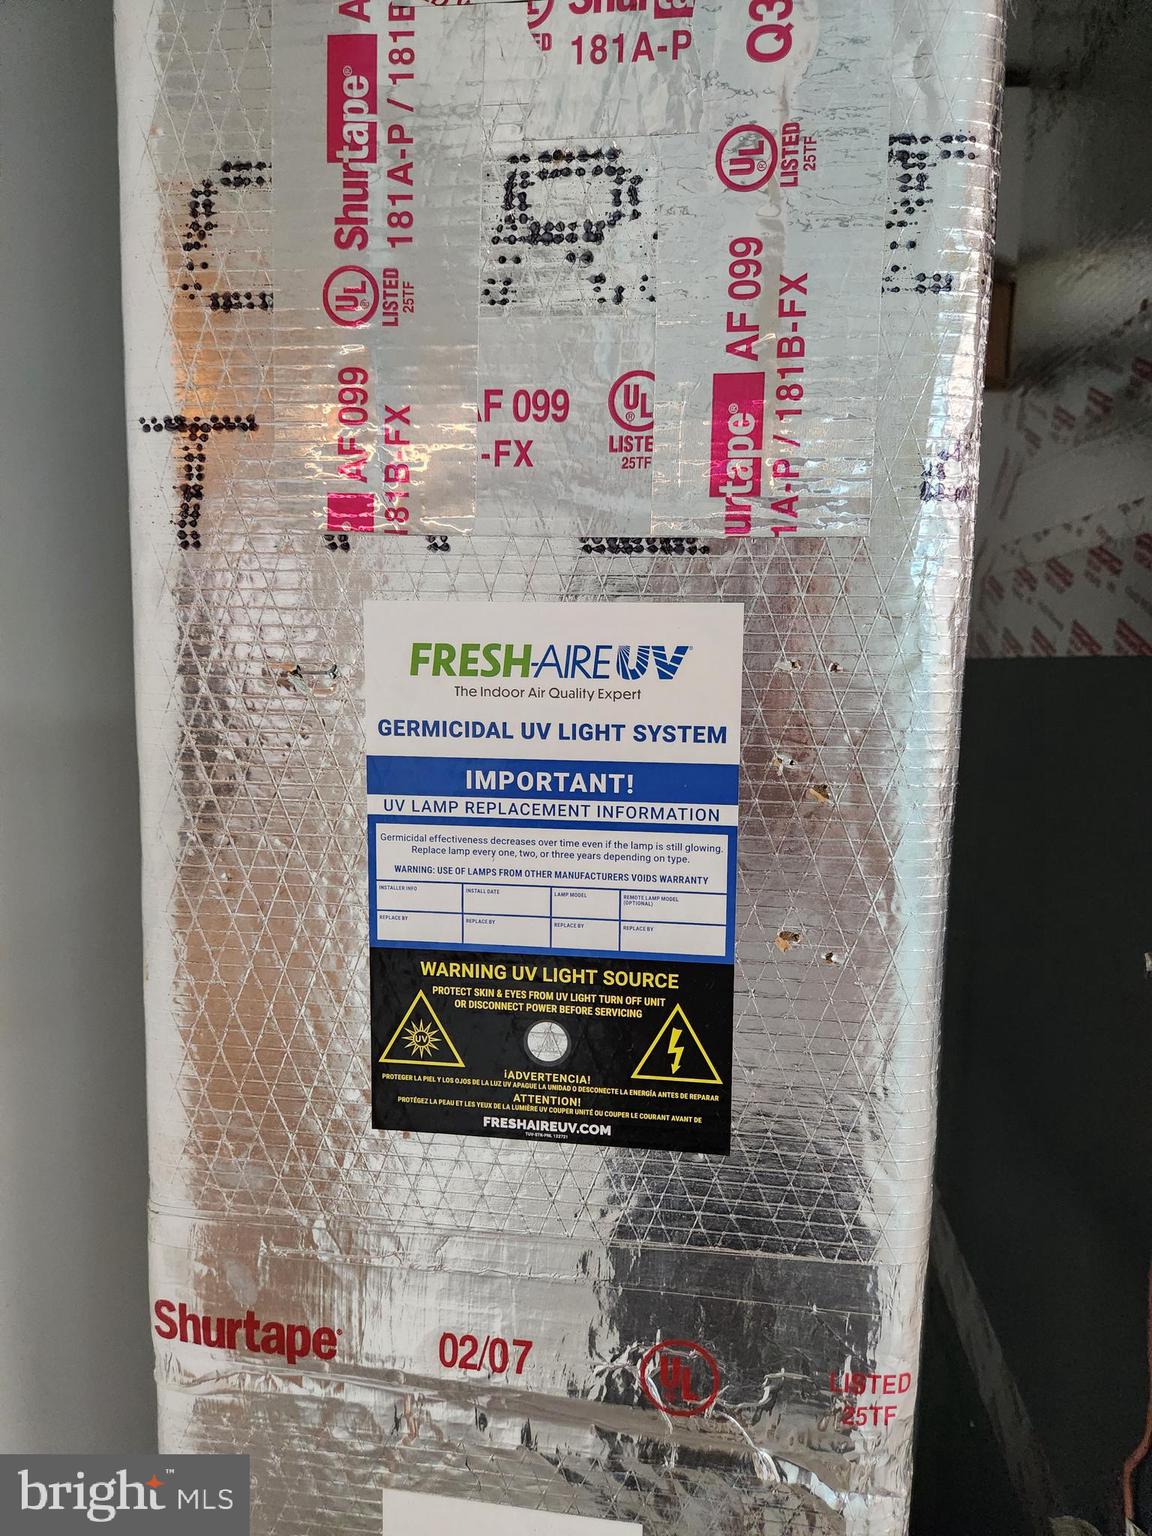 Shurtape
181A-P / 181B
UL
LISTED
25TF
AF 099
181B-FX
Shurtape
181A-P
AF 099
-FX
UL
LISTE
25TF
Q3
UL
LISTED
25TF
AF 099
181B-FX
urtape
1A-P / 181B-FX
FRESH-AIRE UV
The Indoor Air Quality Expert
GERMICIDAL UV LIGHT SYSTEM
IMPORTANT!
UV LAMP REPLACEMENT INFORMATION
Germicidal effectiveness decreases over time even if the lamp is still glowing.
Replace lamp every one, two, or three years depending on type.
WARNING: USE OF LAMPS FROM OTHER MANUFACTURERS VOIDS WARRANTY
INSTALLER INFO INSTALL DATE LAMP MODEL REMOTE LAMP MODEL
(OPTIONAL)
REPLACE BY REPLACE BY REPLACE BY REPLACE BY
WARNING UV LIGHT SOURCE
PROTECT SKIN & EYES FROM UV LIGHT TURN OFF UNIT
OR DISCONNECT POWER BEFORE SERVICING
UV
¡ADVERTENCIA!
PROTEGER LA PIEL Y LOS OJOS DE LA LUZ UV APAGUE LA UNIDAD O DESCONECTE LA ENERGÍA ANTES DE REPARAR
ATTENTION!
PROTÉGEZ LA PEAU ET LES YEUX DE LA LUMIÈRE UV COUPER UNITÉ OU COUPER LE COURANT AVANT DE
FRESHAIREUV.COM
Shurtape
02/07
UL
LISTED
25TF
bright MLS